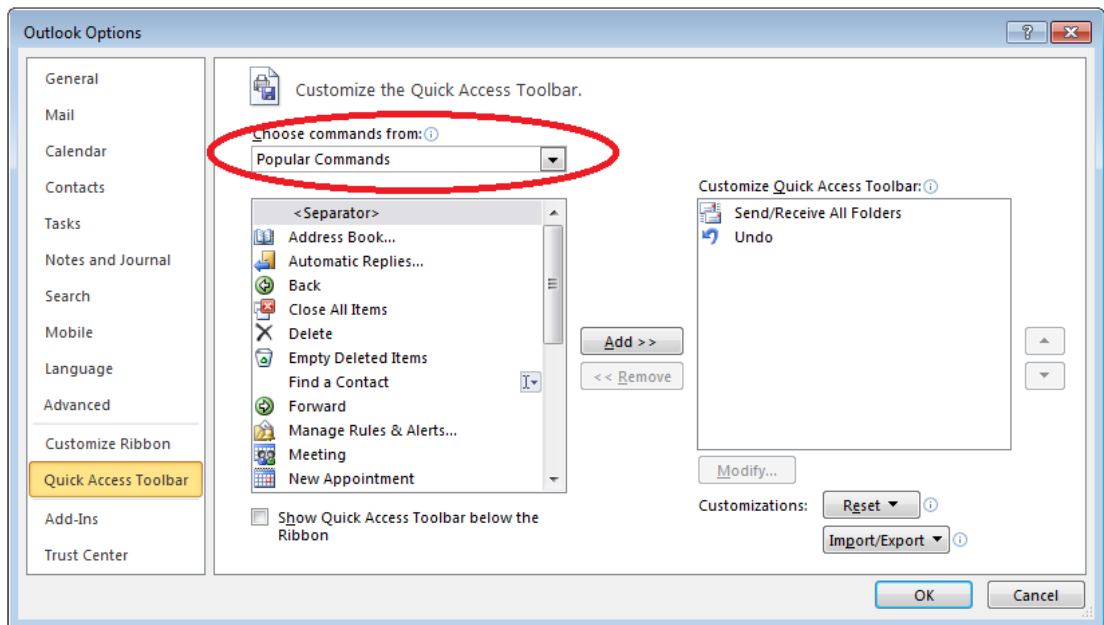 Outlook Options
General
Mail
Calendar
Contacts
Tasks
Notes and Journal
Search
Mobile
Language
Advanced
Customize Ribbon
Quick Access Toolbar
Add-Ins
Trust Center
Customize the Quick Access Toolbar.
Choose commands from:
Popular Commands
<Separator>
Address Book...
Automatic Replies...
Back
Close All Items
Delete
Empty Deleted Items
Find a Contact
Forward
Manage Rules & Alerts...
Meeting
New Appointment
Show Quick Access Toolbar below the
Ribbon
Add >>
<< Remove
Customize Quick Access Toolbar:
Send/Receive All Folders
Undo
Modify...
Customizations:
Reset
Import/Export
OK
Cancel